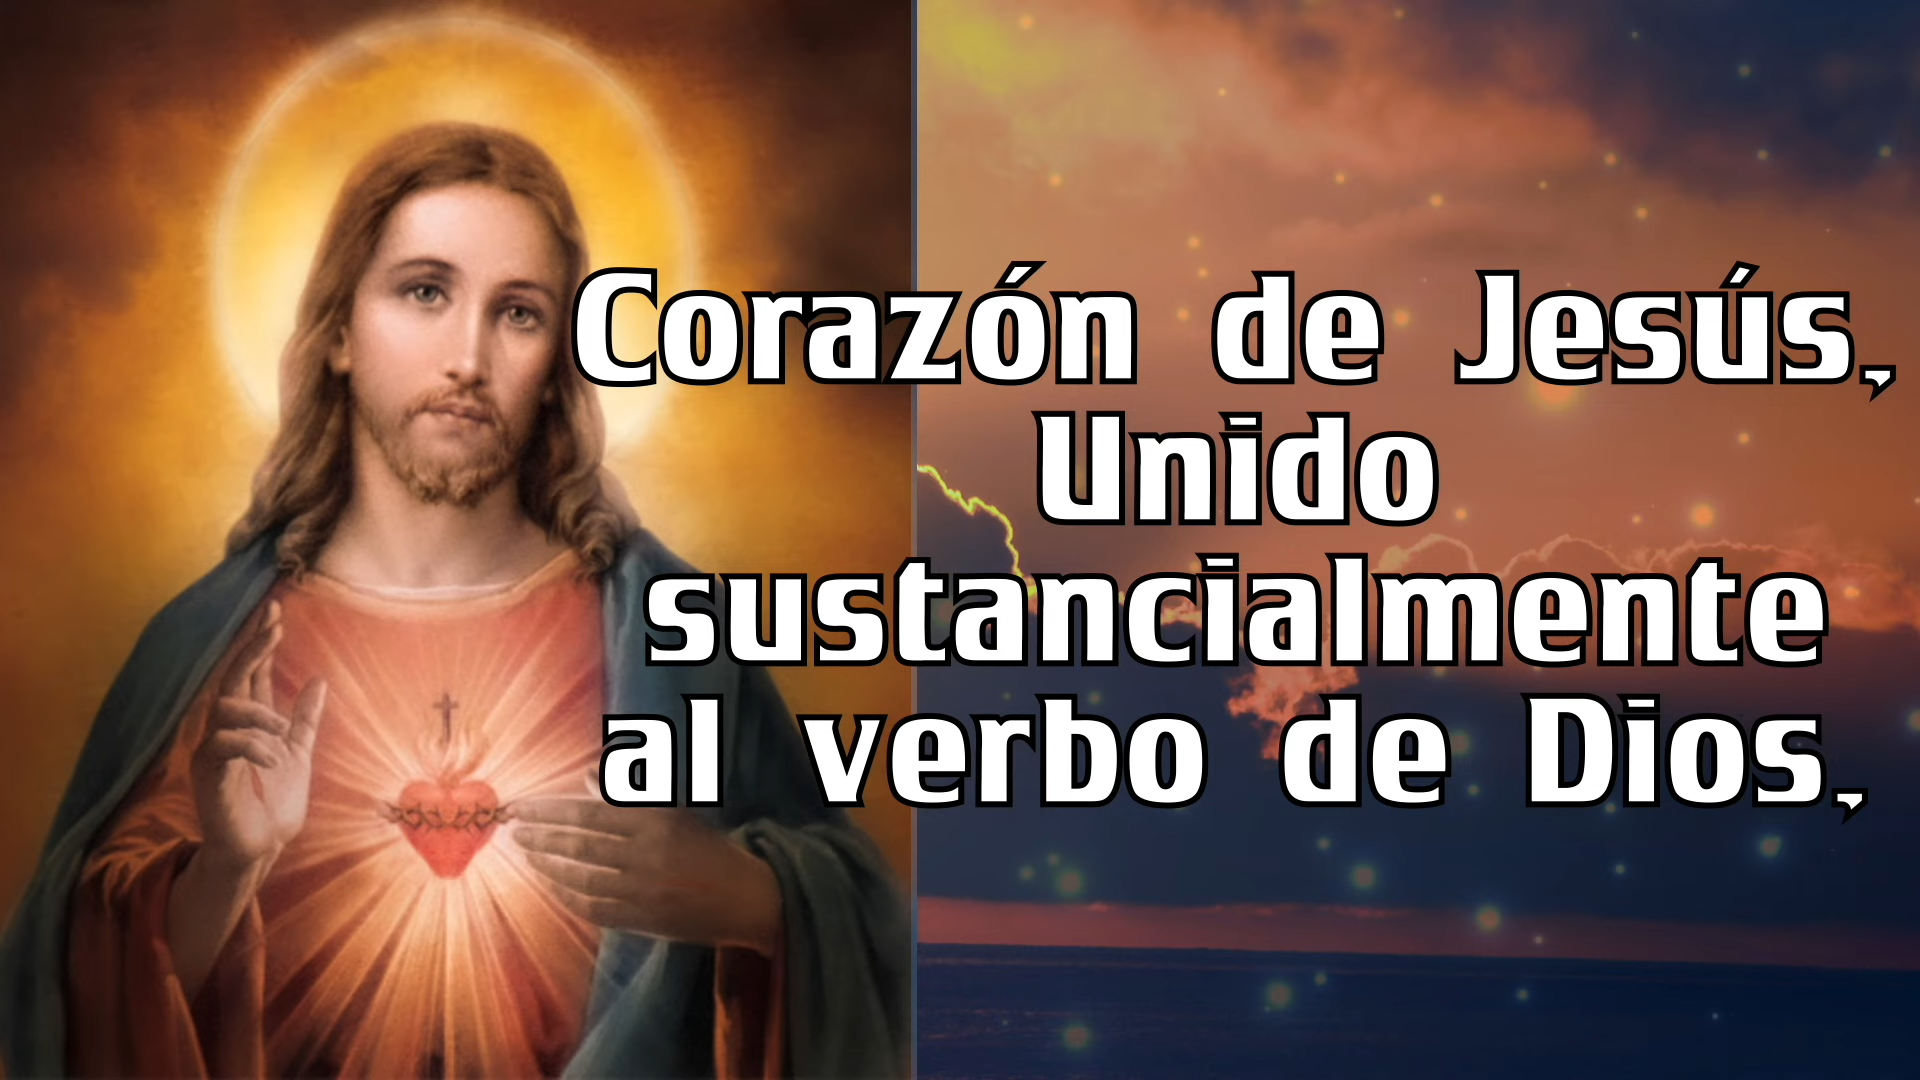 Corazón de Jesús,
Unido
sustancialmente
al verbo de Dios,